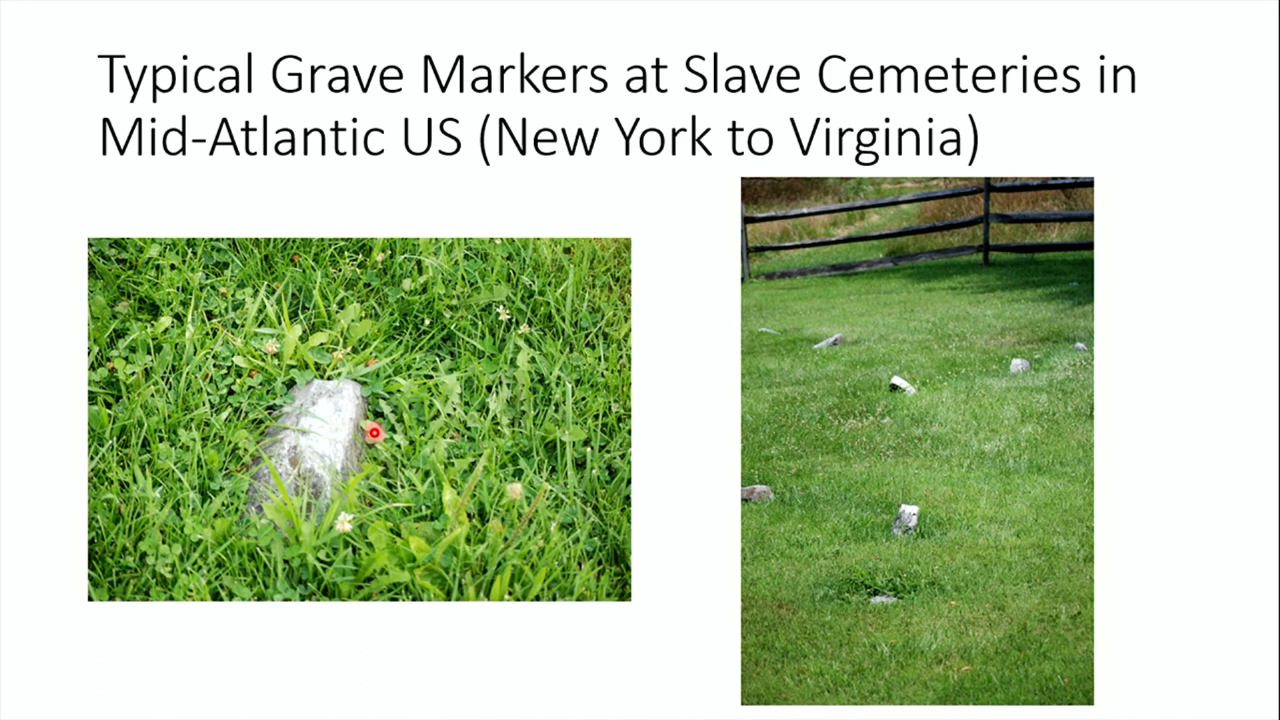 Typical Grave Markers at Slave Cemeteries in
Mid-Atlantic US (New York to Virginia)